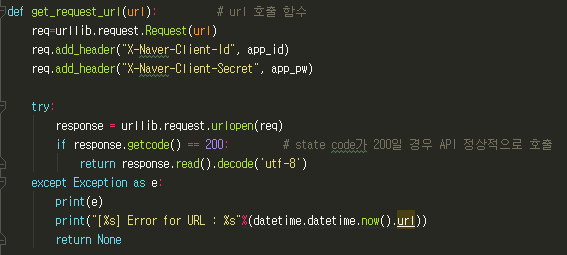 def get_request_url(url):          # url 호출 함수
    req=urllib.request.Request(url)
    req.add_header("X-Naver-Client-Id", app_id)
    req.add_header("X-Naver-Client-Secret", app_pw)
    try:
        response = urllib.request.urlopen(req)
        if response.getcode() == 200:         # state code가 200일 경우 API 정상적으로 호출
            return response.read().decode('utf-8')
    except Exception as e:
        print(e)
        print("[%s] Error for URL : %s"%(datetime.datetime.now().url))
        return None